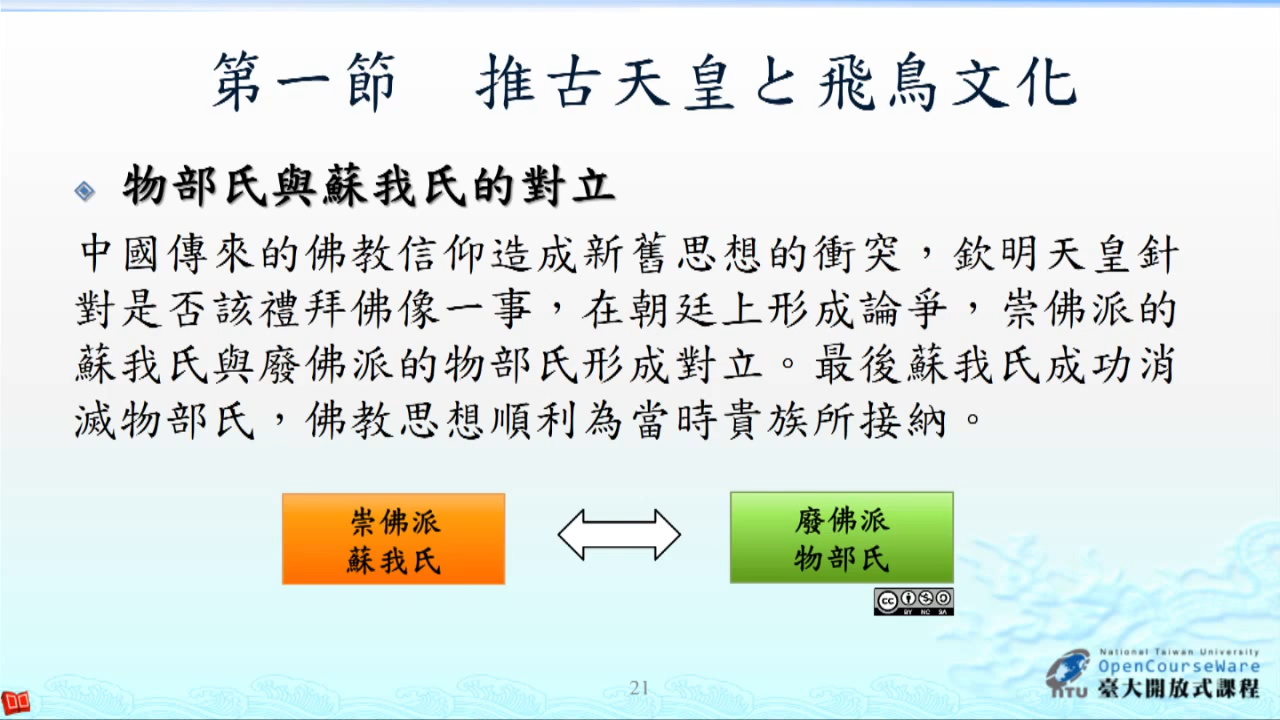 第一節　推古天皇と飛鳥文化
物部氏與蘇我氏的對立
中國傳來的佛教信仰造成新舊思想的衝突，欽明天皇針
對是否該禮拜佛像一事，在朝廷上形成論爭，崇佛派的
蘇我氏與廢佛派的物部氏形成對立。最後蘇我氏成功消
滅物部氏，佛教思想順利為當時貴族所接納。
崇佛派
蘇我氏
廢佛派
物部氏
cc BY NC SA
National Taiwan University
OpenCourseWare
NTU 臺大開放式課程
21